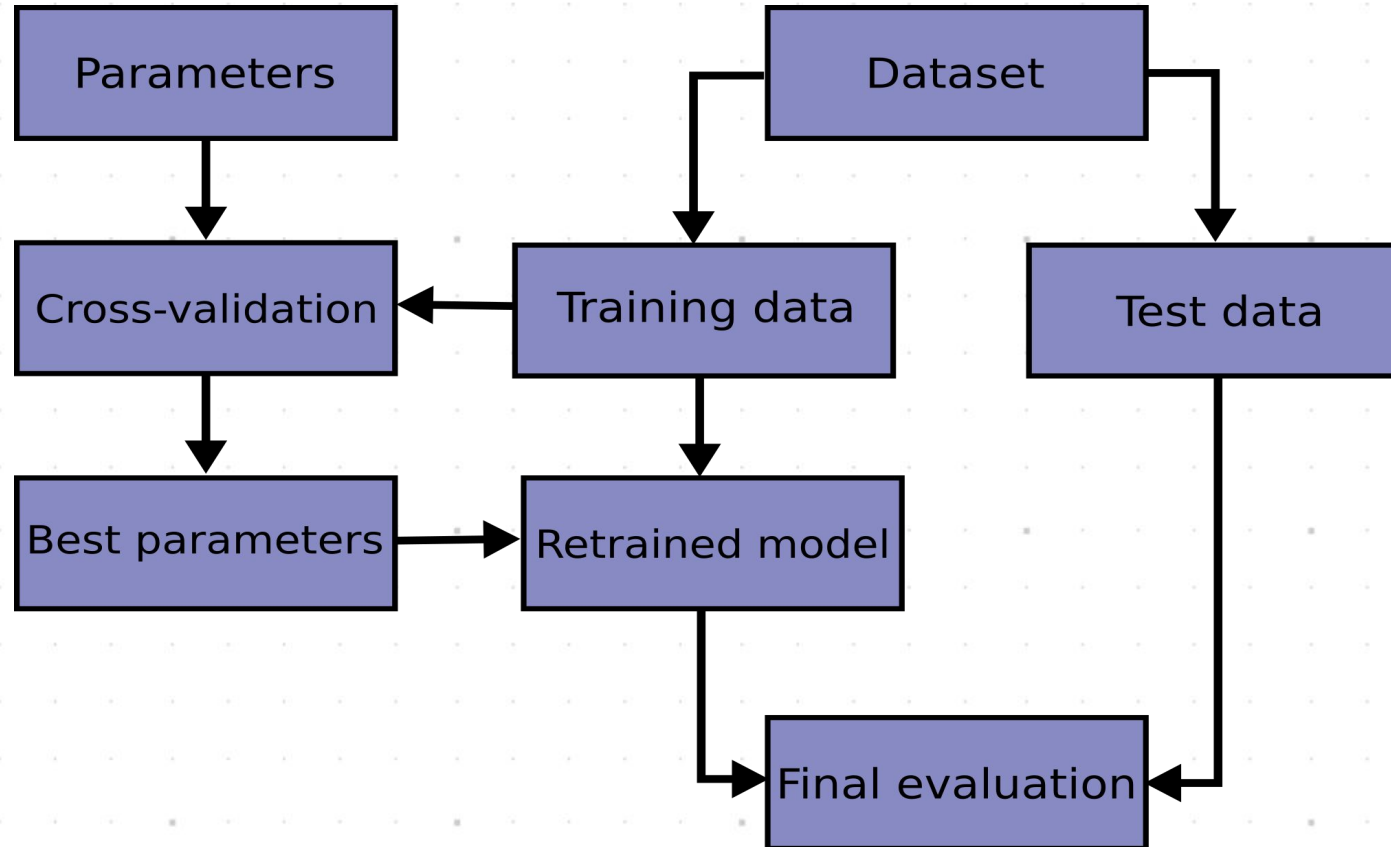 Parameters
Dataset
Cross-validation
Training data
Test data
Best parameters
Retrained model
Final evaluation